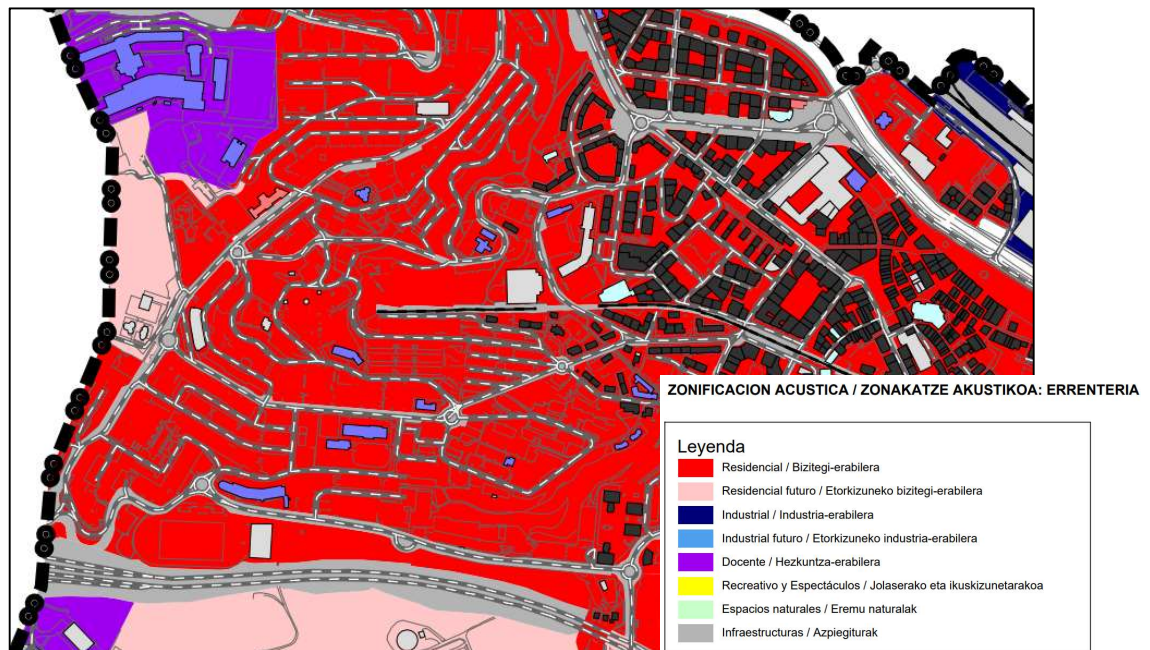 ZONIFICACION ACUSTICA / ZONAKATZE AKUSTIKOA: ERRENTERIA
Leyenda
Residencial / Bizitegi-erabilera
Residencial futuro / Etorkizuneko bizitegi-erabilera
Industrial / Industria-erabilera
Industrial futuro / Etorkizuneko industria-erabilera
Docente / Hezkuntza-erabilera
Recreativo y Espectáculos / Jolaserako eta ikuskizunetarakoa
Espacios naturales / Eremu naturalak
Infraestructuras / Azpiegiturak